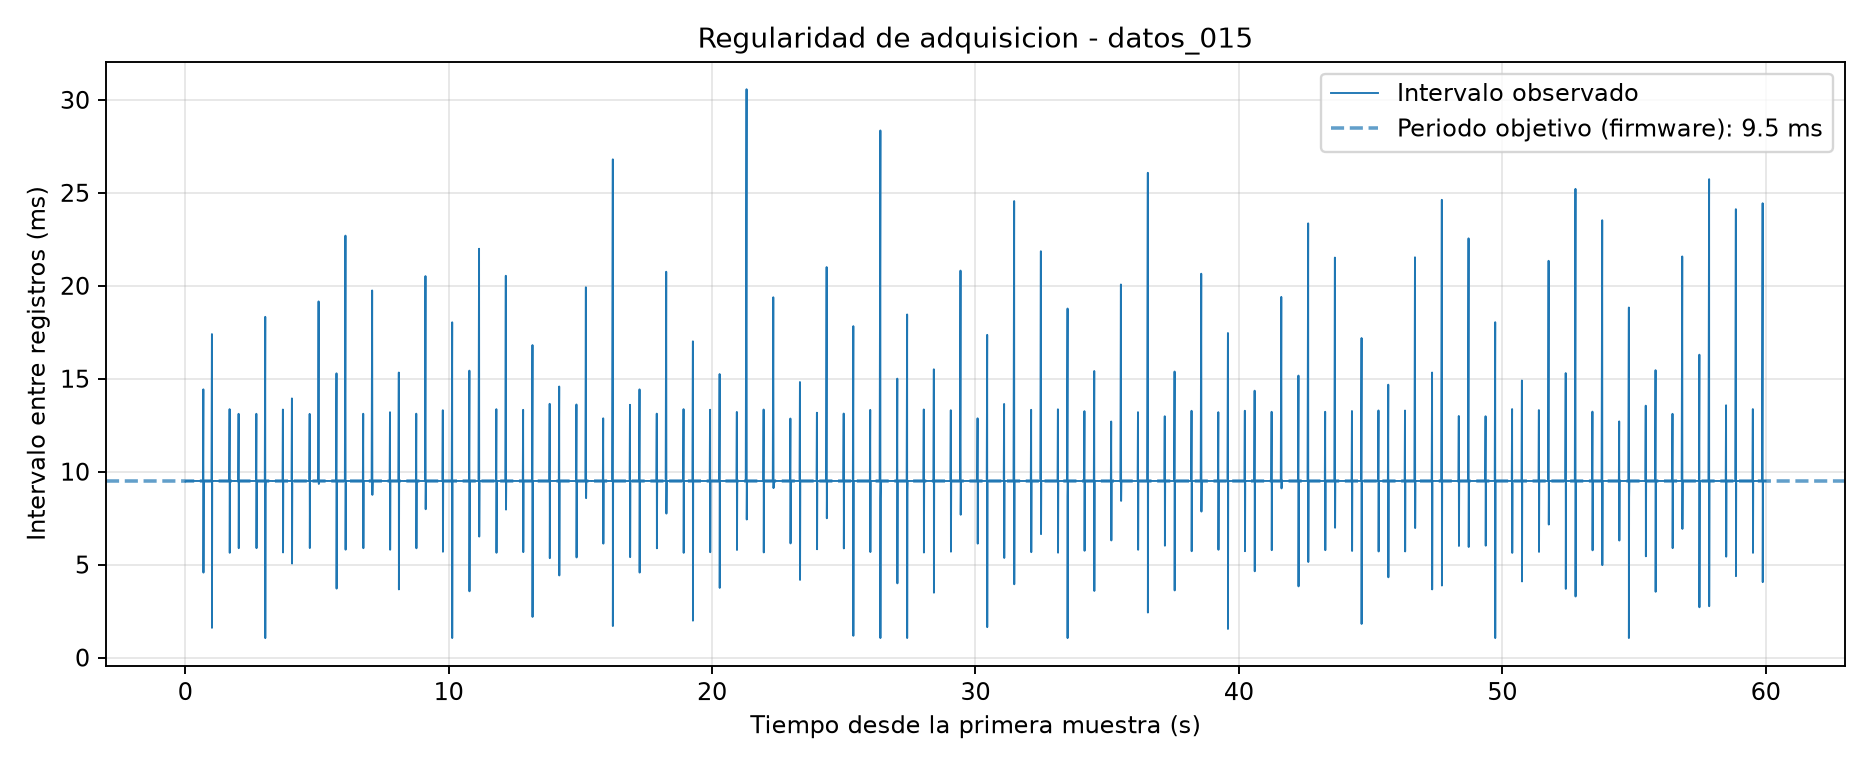 Regularidad de adquisicion - datos_015
Intervalo observado
Periodo objetivo (firmware): 9.5 ms
Intervalo entre registros (ms)
30
25
20
15
10
5
0
0 10 20 30 40 50 60
Tiempo desde la primera muestra (s)